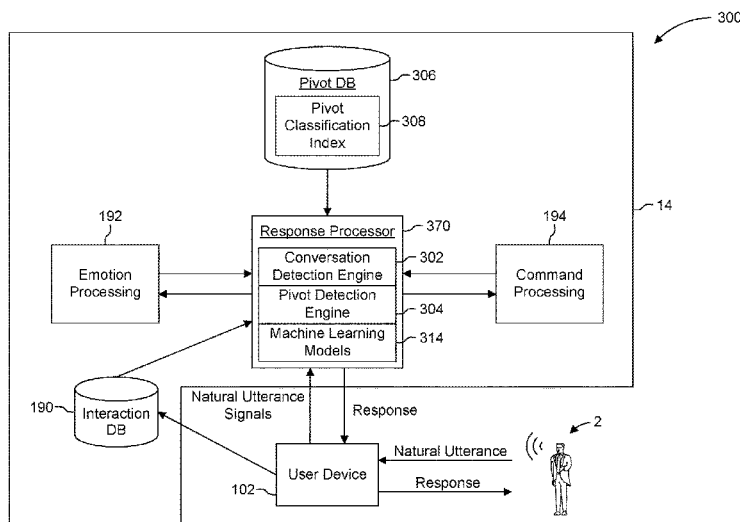 300
Pivot DB
306
Pivot
Classification
Index
308
192
Emotion
Processing
Response Processor
370
Conversation
Detection Engine
302
Pivot Detection
Engine
304
Machine Learning
Models
314
194
Command
Processing
14
190
Interaction
DB
Natural Utterance
Signals
Response
User Device
102
Natural Utterance
Response
2